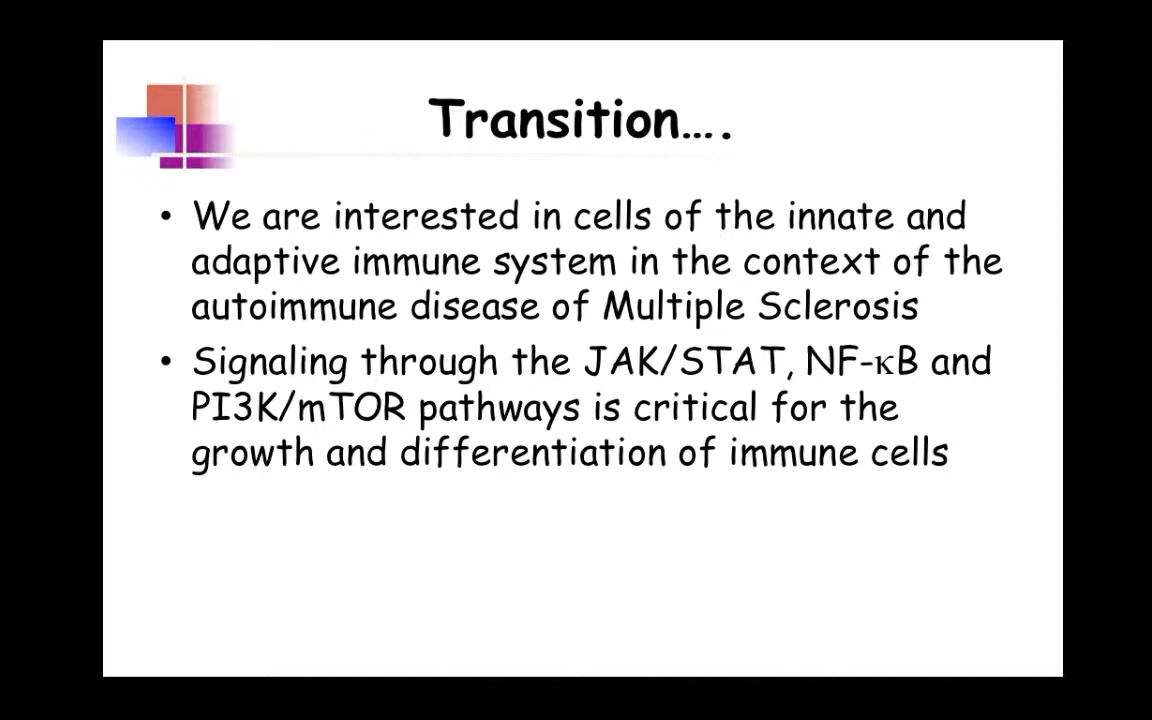 Transition….
• We are interested in cells of the innate and
adaptive immune system in the context of the
autoimmune disease of Multiple Sclerosis
• Signaling through the JAK/STAT, NF-κB and
PI3K/mTOR pathways is critical for the
growth and differentiation of immune cells